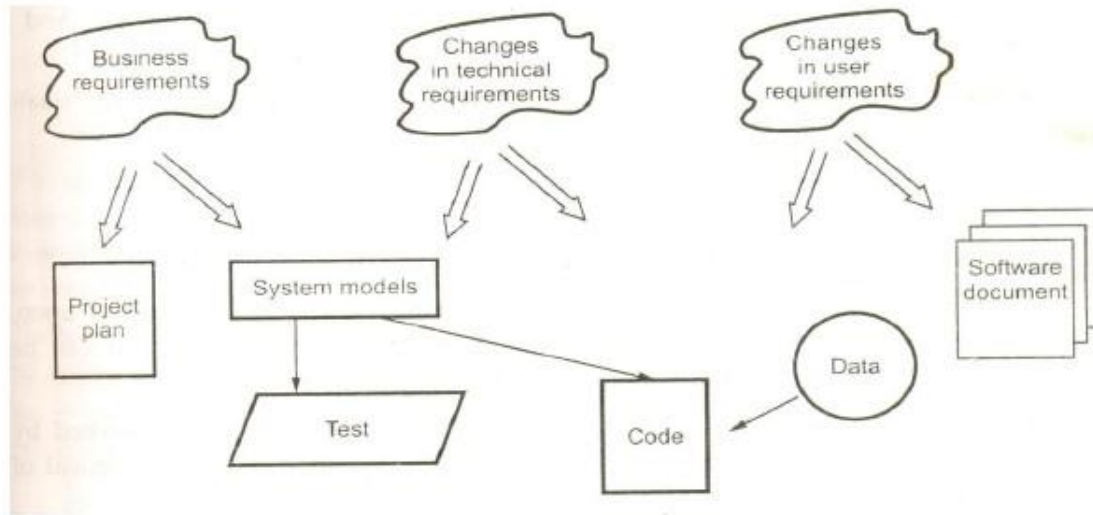 Business
requirements
Changes
in technical
requirements
Changes
in user
requirements
Project
plan
System models
Software
document
Test
Code
Data